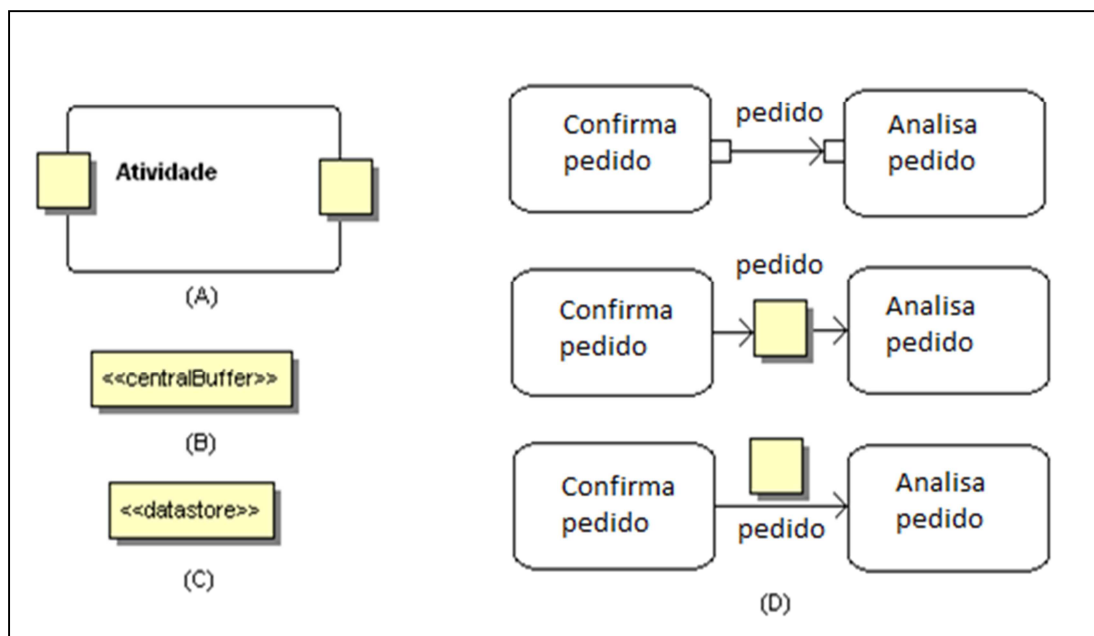 Atividade
(A)
<<centralBuffer>>
(B)
<<datastore>>
(C)
Confirma
pedido
pedido
Analisa
pedido
Confirma
pedido
pedido
Analisa
pedido
Confirma
pedido
pedido
Analisa
pedido
(D)